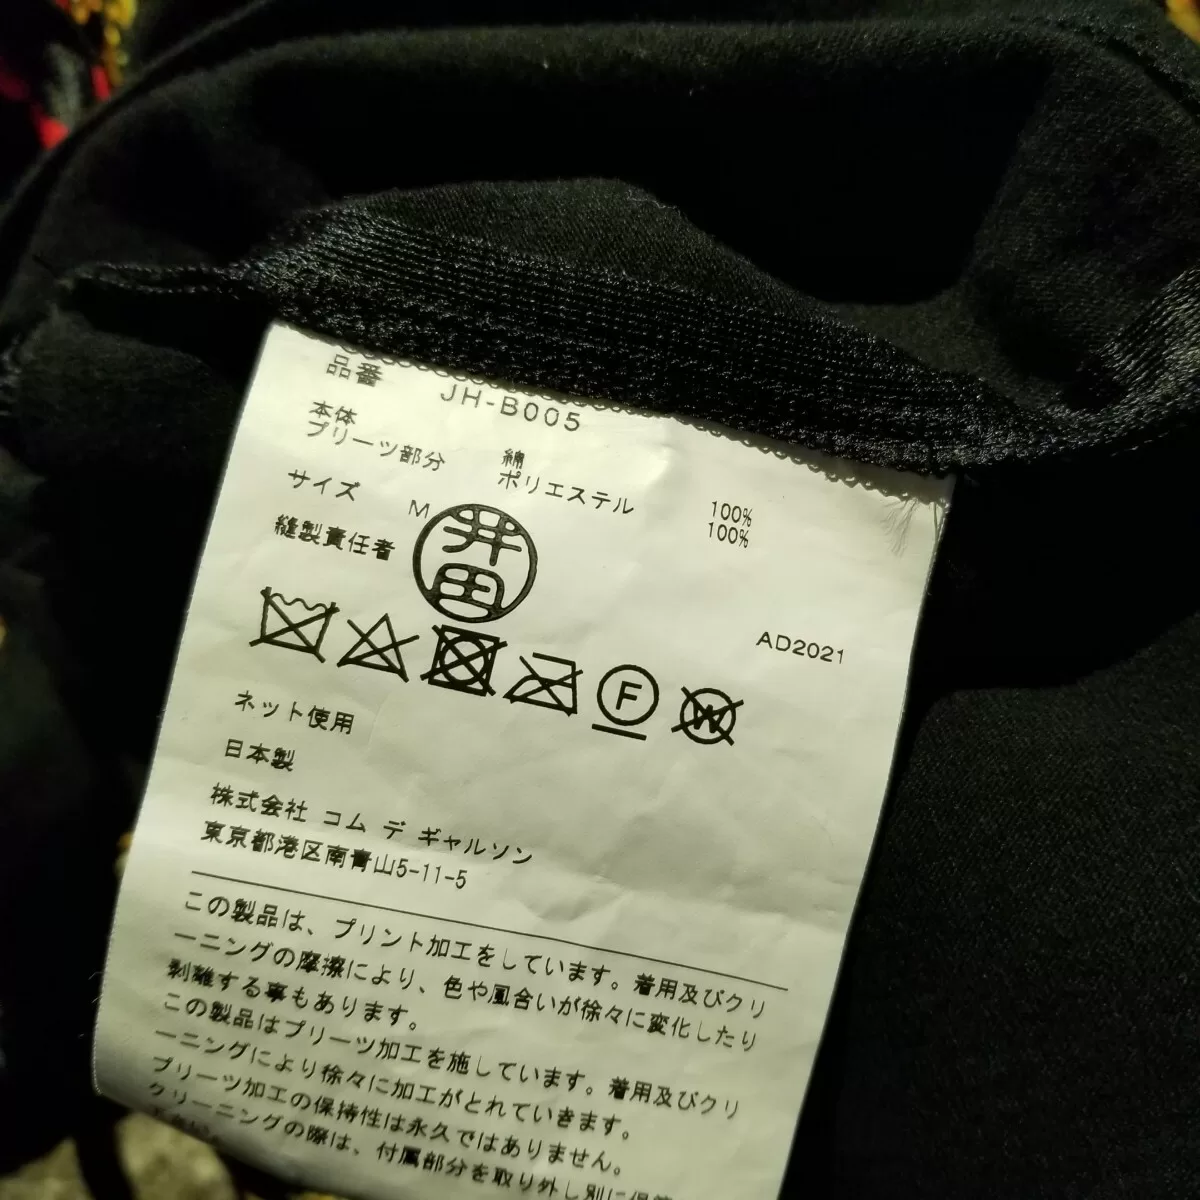 品番 JH-B005
本体 綿 100%
プリーツ部分 ポリエステル 100%
サイズ M
縫製責任者 井田
AD2021
F
W
ネット使用
日本製
株式会社 コム デ ギャルソン
東京都港区南青山5-11-5
この製品は、プリント加工をしています。着用及びクリ
ーニングの摩擦により、色や風合いが徐々に変化したり
剥離する事もあります。
この製品はプリーツ加工を施しています。着用及びクリ
ーニングにより徐々に加工がとれていきます。
プリーツ加工の保持性は永久ではありません。
クリーニングの際は、付属部分を取り外し別に保管